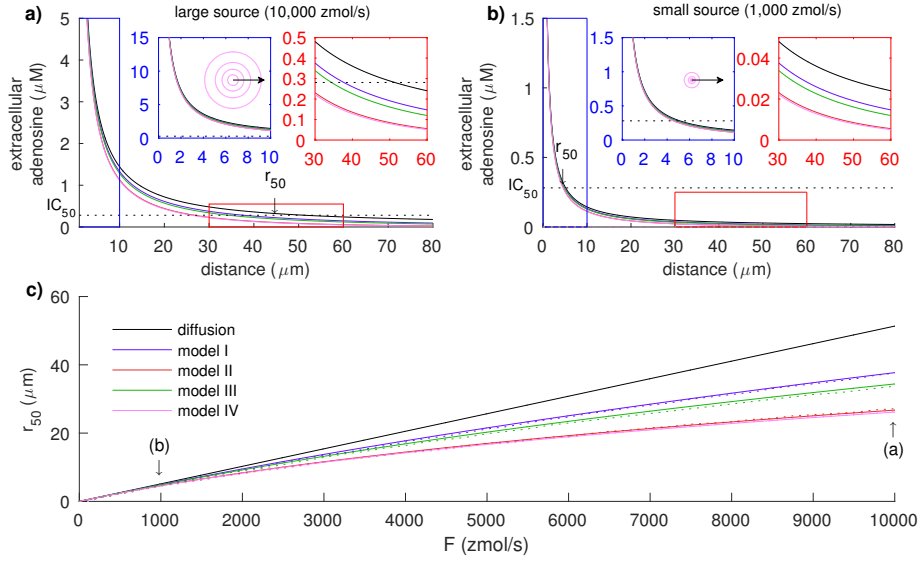 a) large source (10,000 zmol/s)
extracellular adenosine (μM)
5
4
3
2
1
0
IC50
10 20 30 40 50 60 70 80
distance (μm)
15
10
5
0
0 2 4 6 8 10
r50
0.5
0.4
0.3
0.2
0.1
0
30 40 50 60
b) small source (1,000 zmol/s)
extracellular adenosine (μM)
1.5
1
0.5
0
IC50
r50
0 10 20 30 40 50 60 70 80
distance (μm)
1.5
1
0.5
0
0 2 4 6 8 10
0.04
0.02
0
30 40 50 60
c)
r50 (μm)
60
40
20
0
diffusion
model I
model II
model III
model IV
(b)
(a)
0 1000 2000 3000 4000 5000 6000 7000 8000 9000 10000
F (zmol/s)